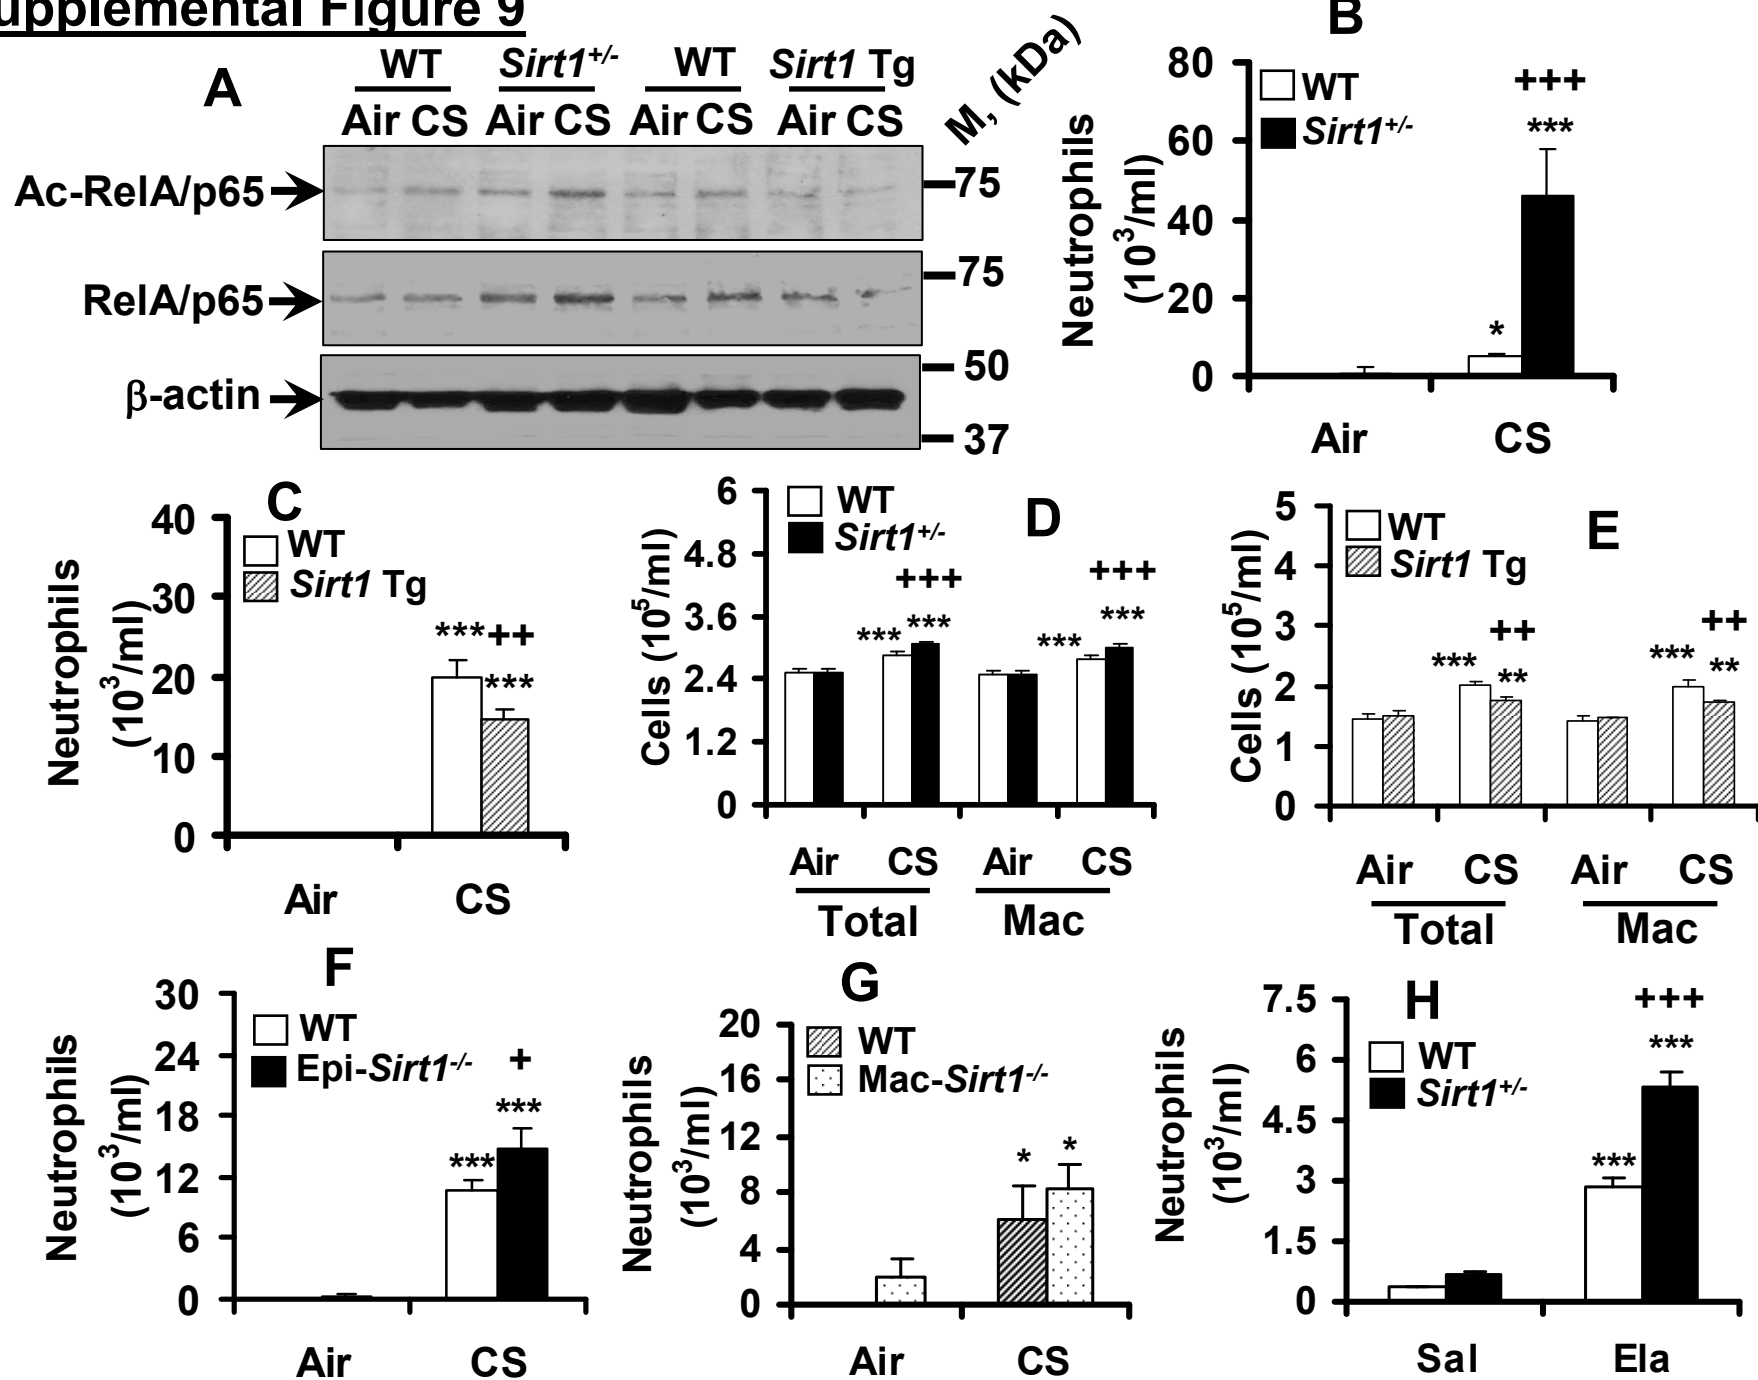 upplemental Figure 9
A
WT Sirt1+/- WT Sirt1 Tg
M, (kDa)
Air CS Air CS Air CS Air CS
Ac-RelA/p65
75
RelA/p65
75
β-actin
50
37
B
WT
Sirt1+/-
Neutrophils
(10³/ml)
80
60
40
20
0
*
+++
***
Air CS
C
WT
Sirt1 Tg
Neutrophils
(10³/ml)
40
30
20
10
0
***
++
***
Air CS
D
WT
Sirt1+/-
Cells (10⁵/ml)
6
4.8
3.6
2.4
1.2
0
+++ +++
*** *** *** ***
Air CS Air CS
Total Mac
E
WT
Sirt1 Tg
Cells (10⁵/ml)
5
4
3
2
1
0
++ ++
*** ** *** **
Air CS Air CS
Total Mac
F
WT
Epi-Sirt1-/-
Neutrophils
(10³/ml)
30
24
18
12
6
0
+
***
***
Air CS
G
WT
Mac-Sirt1-/-
Neutrophils
(10³/ml)
20
16
12
8
4
0
* *
Air CS
H
WT
Sirt1+/-
Neutrophils
(10³/ml)
7.5
6
4.5
3
1.5
0
+++
***
***
Sal Ela